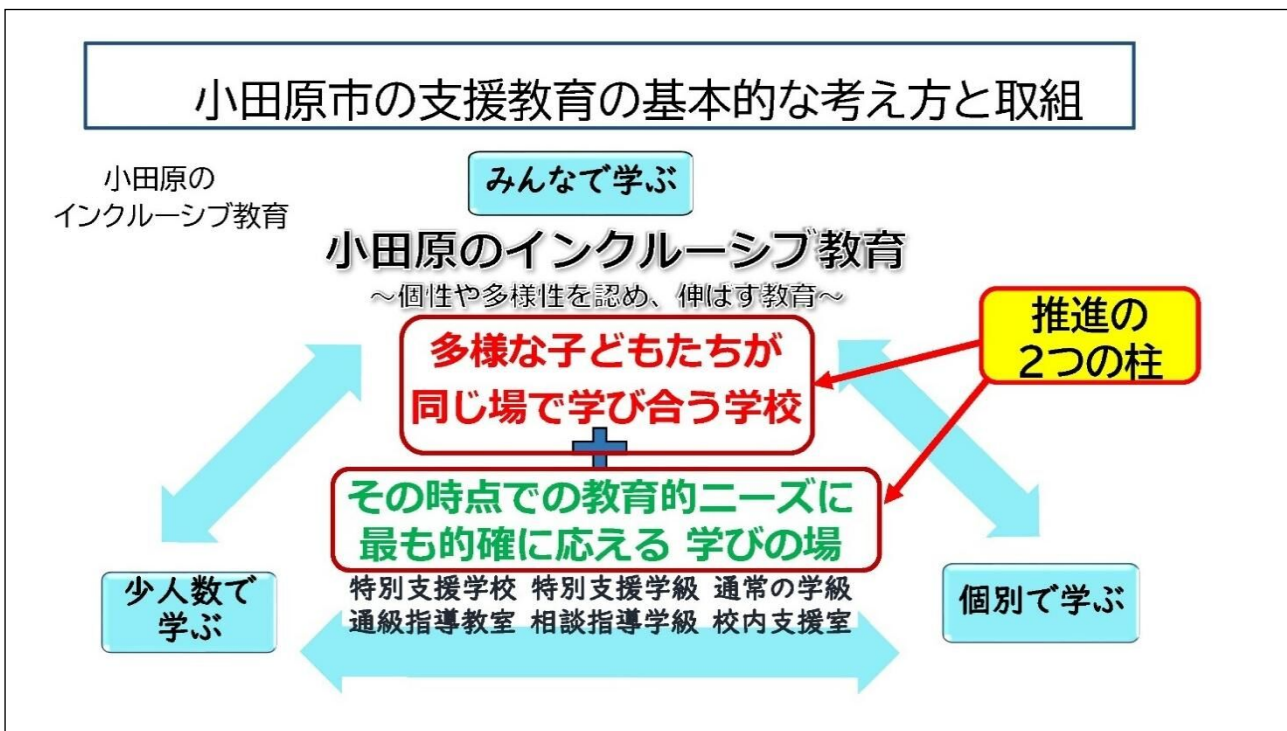 小田原市の支援教育の基本的な考え方と取組
小田原の
インクルーシブ教育
みんなで学ぶ
小田原のインクルーシブ教育
～個性や多様性を認め、伸ばす教育～
多様な子どもたちが
同じ場で学び合う学校
推進の
2つの柱
+
その時点での教育的ニーズに
最も的確に応える 学びの場
特別支援学校 特別支援学級 通常の学級
通級指導教室 相談指導学級 校内支援室
少人数で
学ぶ
個別で学ぶ